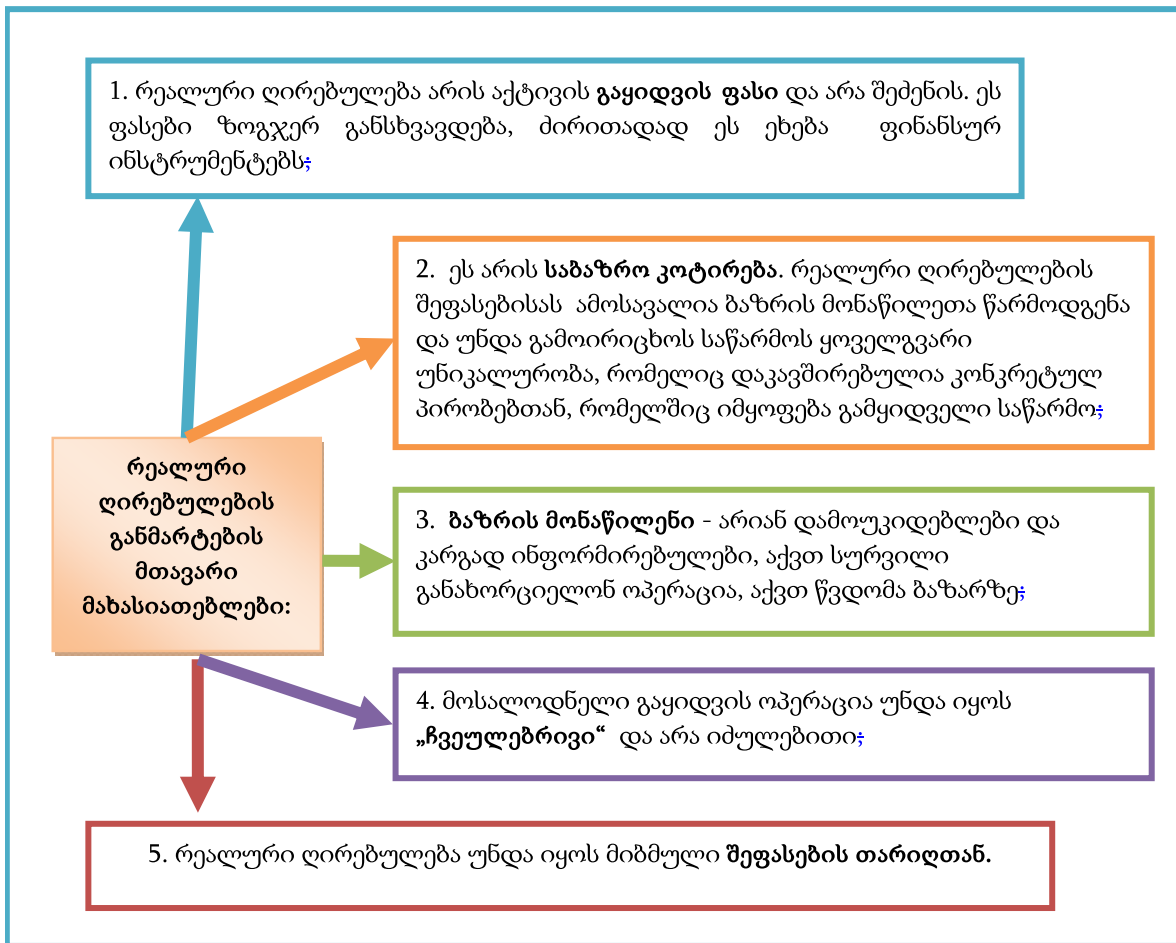 1. რეალური ღირებულება არის აქტივის გაყიდვის ფასი და არა შეძენის. ეს
ფასები ზოგჯერ განსხვავდება, ძირითადად ეს ეხება ფინანსურ
ინსტრუმენტებს;
2. ეს არის საბაზრო კოტირება. რეალური ღირებულების
შეფასებისას ამოსავალია ბაზრის მონაწილეთა წარმოდგენა
და უნდა გამოირიცხოს საწარმოს ყოველგვარი
უნიკალურობა, რომელიც დაკავშირებულია კონკრეტულ
პირობებთან, რომელშიც იმყოფება გამყიდველი საწარმო;
რეალური
ღირებულების
განმარტების
მთავარი
მახასიათებლები:
3. ბაზრის მონაწილენი - არიან დამოუკიდებლები და
კარგად ინფორმირებულები, აქვთ სურვილი
განახორციელონ ოპერაცია, აქვთ წვდომა ბაზარზე;
4. მოსალოდნელი გაყიდვის ოპერაცია უნდა იყოს
„ჩვეულებრივი“ და არა იძულებითი;
5. რეალური ღირებულება უნდა იყოს მიბმული შეფასების თარიღთან.